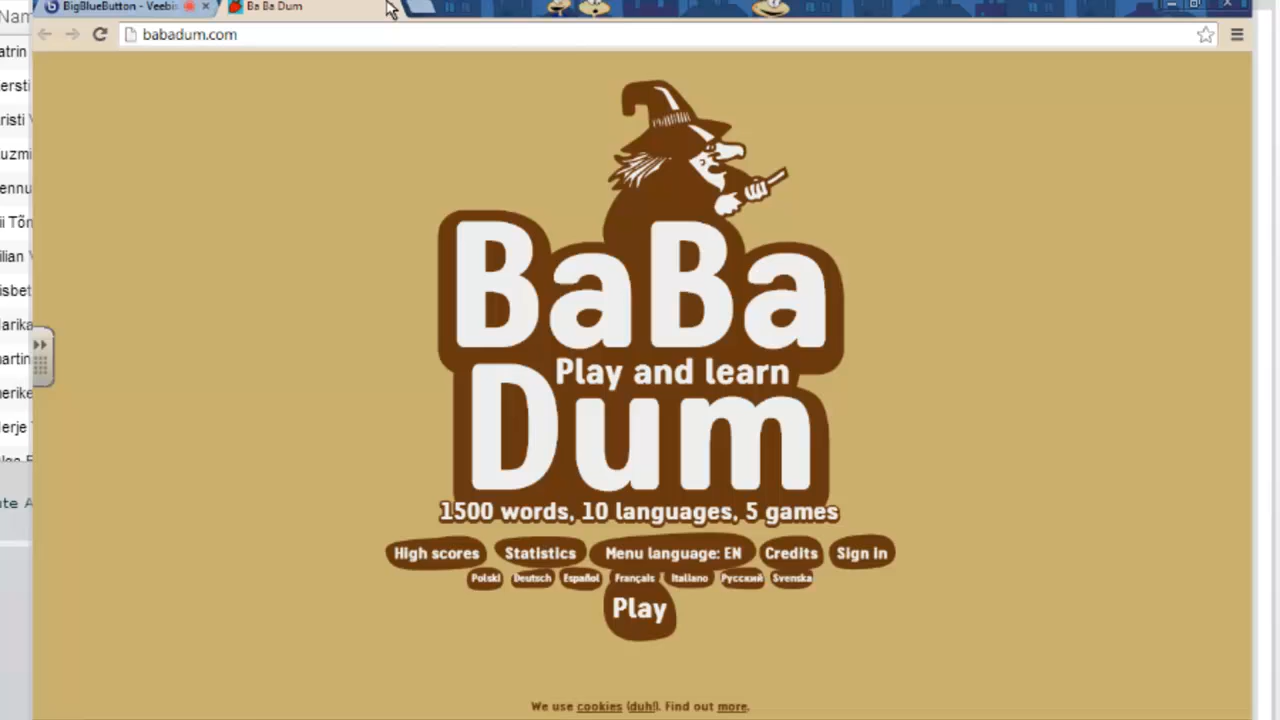 BigBlueButton - Veebis
Ba Ba Dum
babadum.com
BaBa
Play and learn
Dum
1500 words, 10 languages, 5 games
High scores Statistics Menu language: EN Credits Sign in
Polski Deutsch Español Français Italiano Русский Svenska
Play
We use cookies (duh!). Find out more.